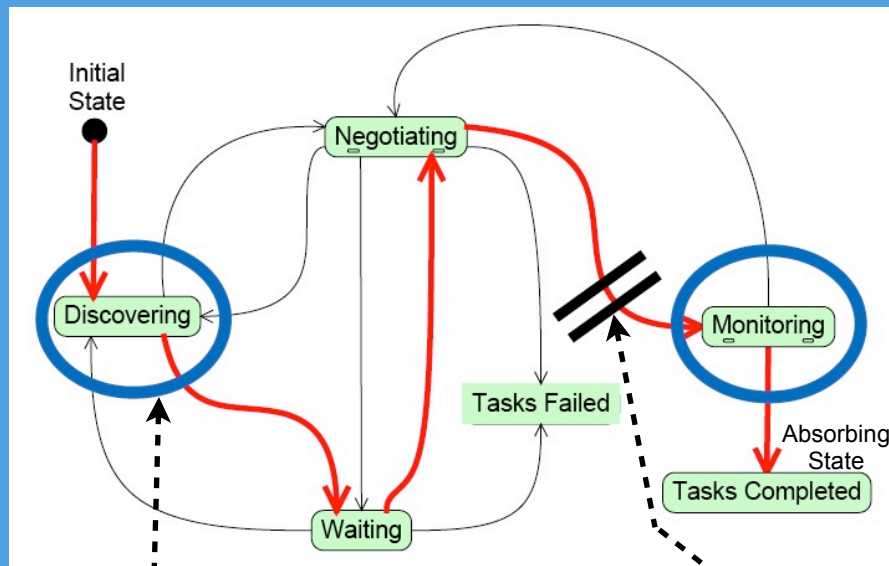 Initial
State
Negotiating
Discovering
Monitoring
Tasks Failed
Absorbing
State
Tasks Completed
Waiting